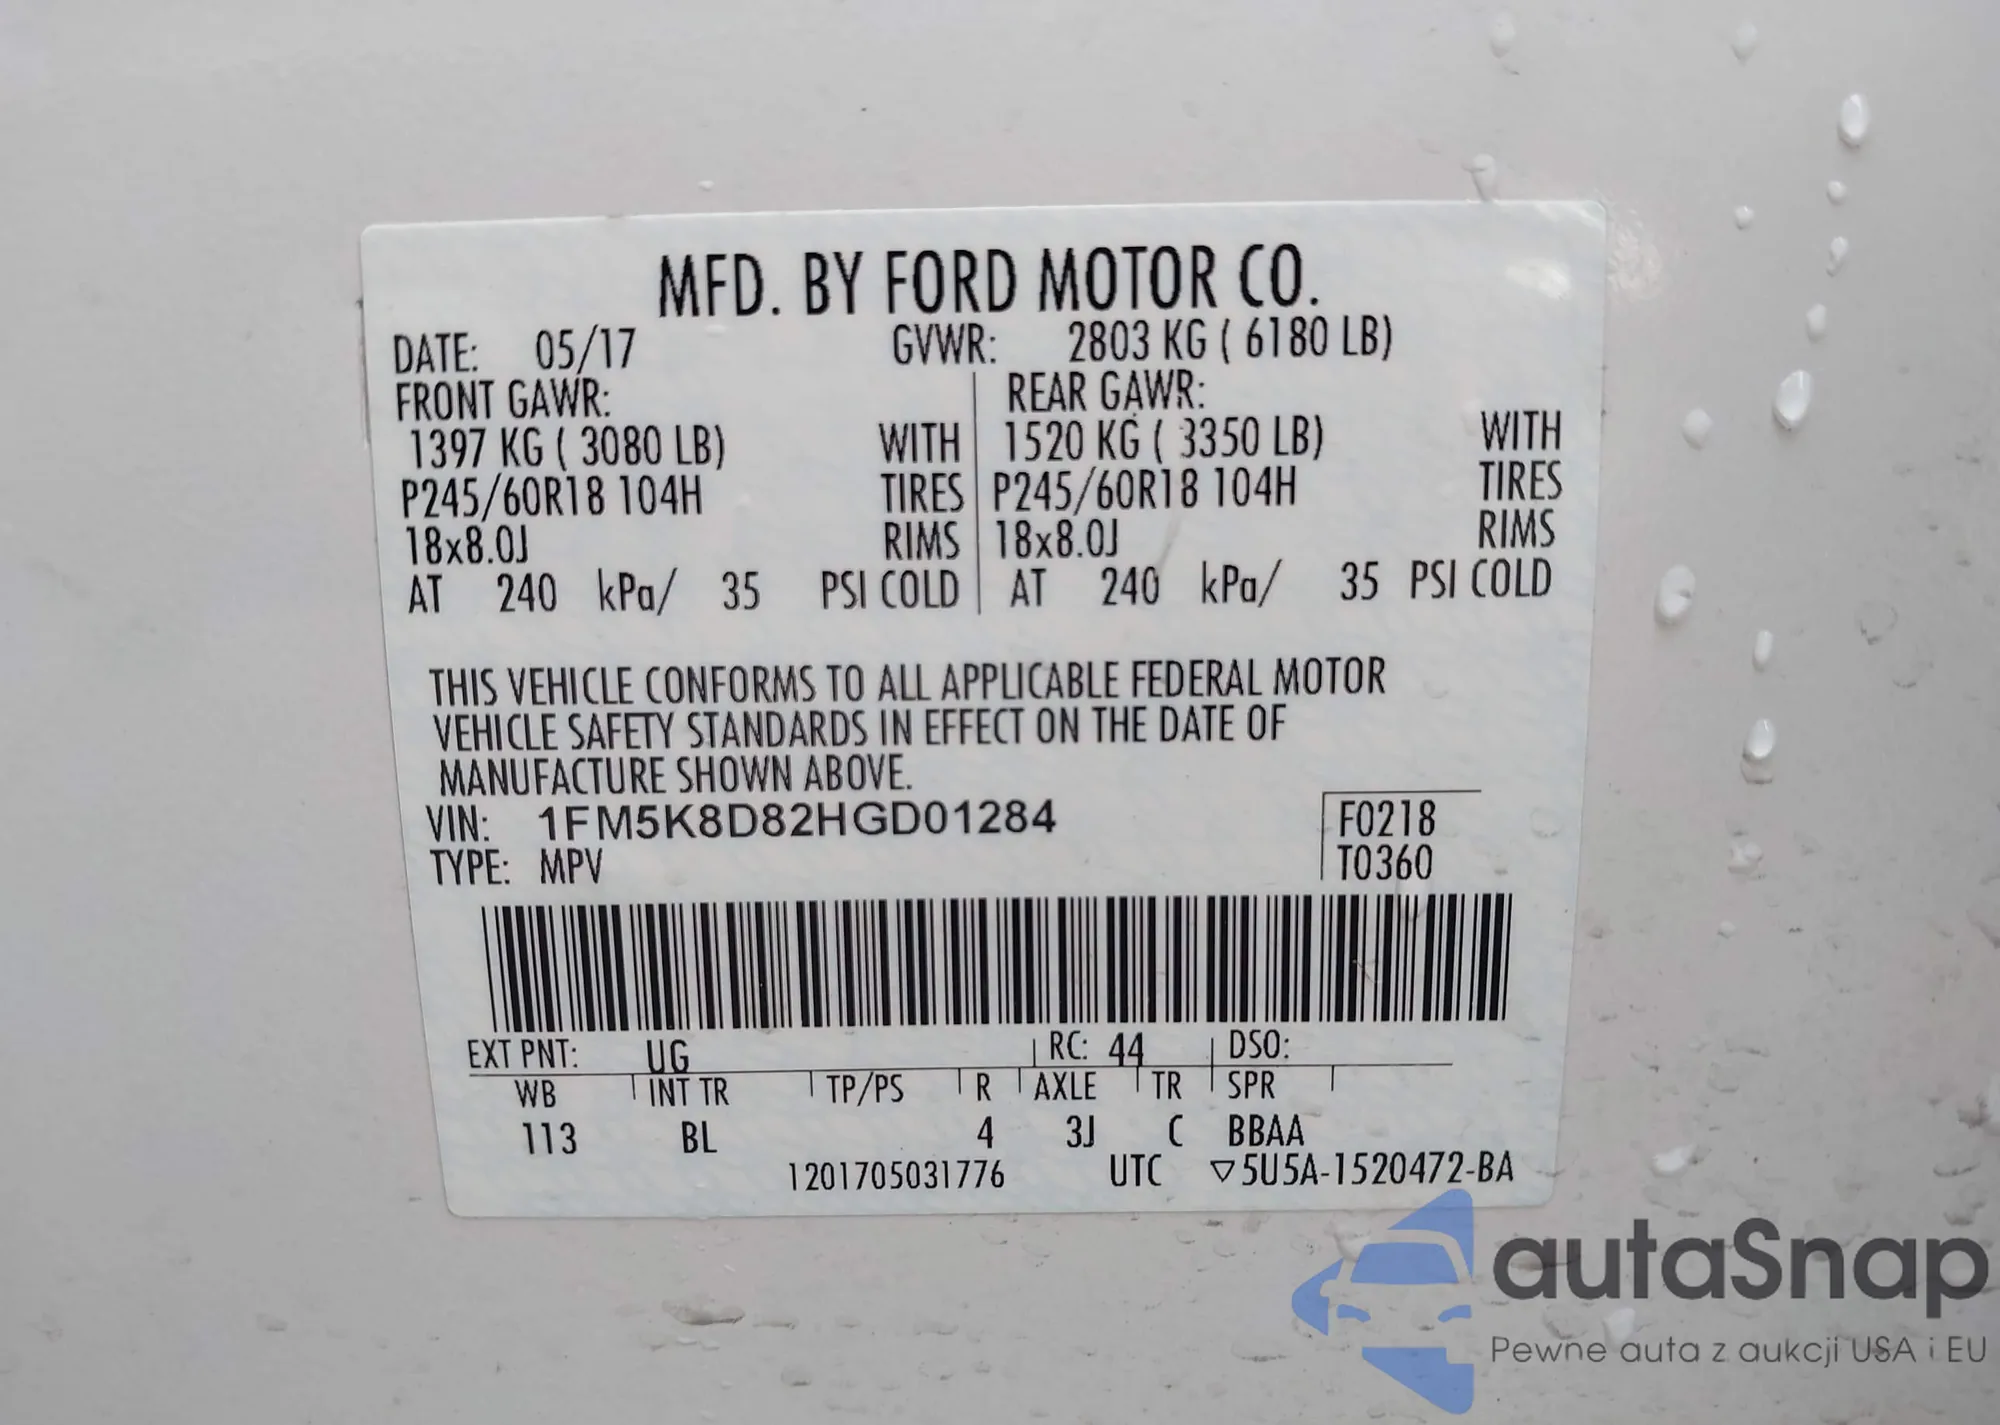 MFD. BY FORD MOTOR CO.
DATE: 05/17 GVWR: 2803 KG ( 6180 LB)
FRONT GAWR: REAR GAWR:
1397 KG ( 3080 LB) WITH 1520 KG ( 3350 LB) WITH
P245/60R18 104H TIRES P245/60R18 104H TIRES
18x8.0J RIMS 18x8.0J RIMS
AT 240 kPa/ 35 PSI COLD AT 240 kPa/ 35 PSI COLD
THIS VEHICLE CONFORMS TO ALL APPLICABLE FEDERAL MOTOR
VEHICLE SAFETY STANDARDS IN EFFECT ON THE DATE OF
MANUFACTURE SHOWN ABOVE.
VIN: 1FM5K8D82HGD01284 F0218
TYPE: MPV T0360
EXT PNT: UG RC: 44 DSO:
WB INT TR TP/PS R AXLE TR SPR
113 BL 4 3J C BBAA
1201705031776 UTC ▽5U5A-1520472-BA
autaSnap
Pewne auta z aukcji USA i EU